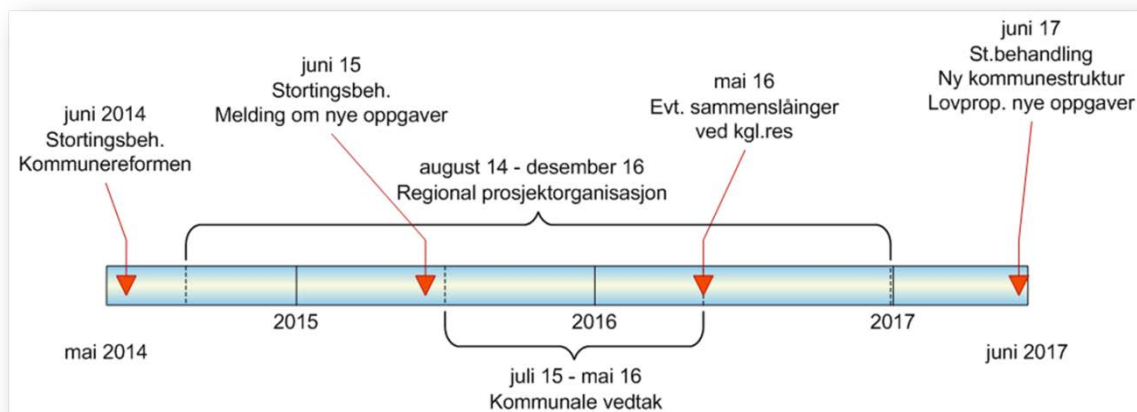 juni 2014
Stortingsbeh.
Kommunereformen
juni 15
Stortingsbeh.
Melding om nye oppgaver
august 14 - desember 16
Regional prosjektorganisasjon
mai 16
Evt. sammenslåinger
ved kgl.res
juni 17
St.behandling
Ny kommunestruktur
Lovprop. nye oppgaver
2015
2016
2017
mai 2014
juni 2017
juli 15 - mai 16
Kommunale vedtak